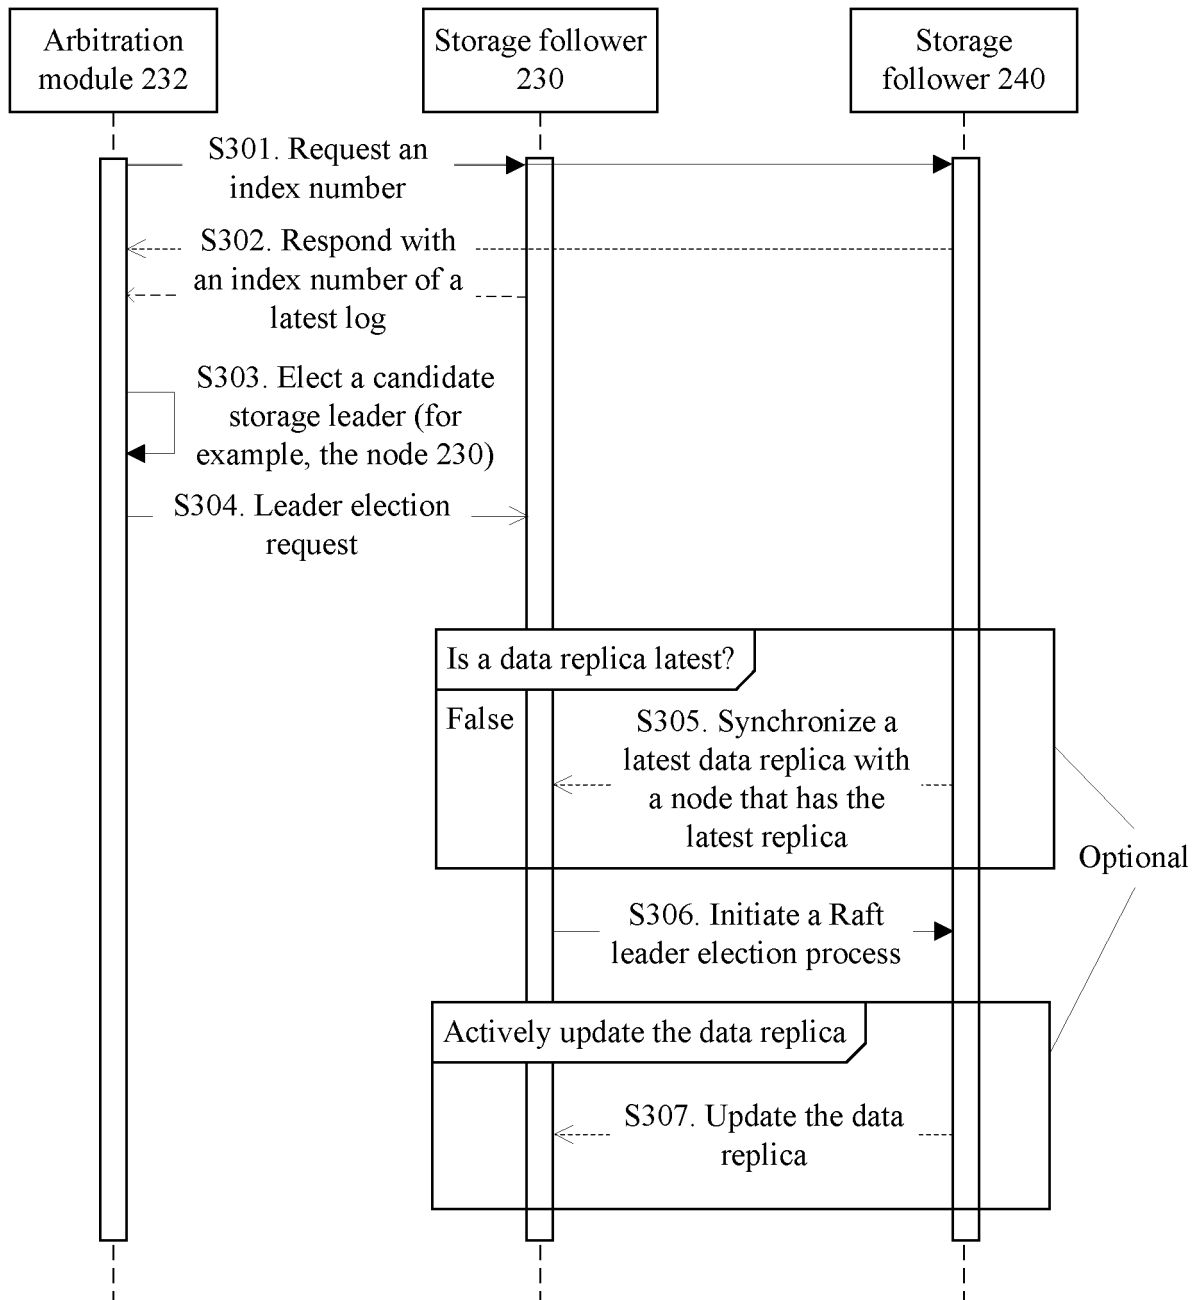 Arbitration
module 232
Storage follower
230
Storage
follower 240
S301. Request an
index number
S302. Respond with
an index number of a
latest log
S303. Elect a candidate
storage leader (for
example, the node 230)
S304. Leader election
request
Is a data replica latest?
False
S305. Synchronize a
latest data replica with
a node that has the
latest replica
Optional
S306. Initiate a Raft
leader election process
Actively update the data replica
S307. Update the data
replica